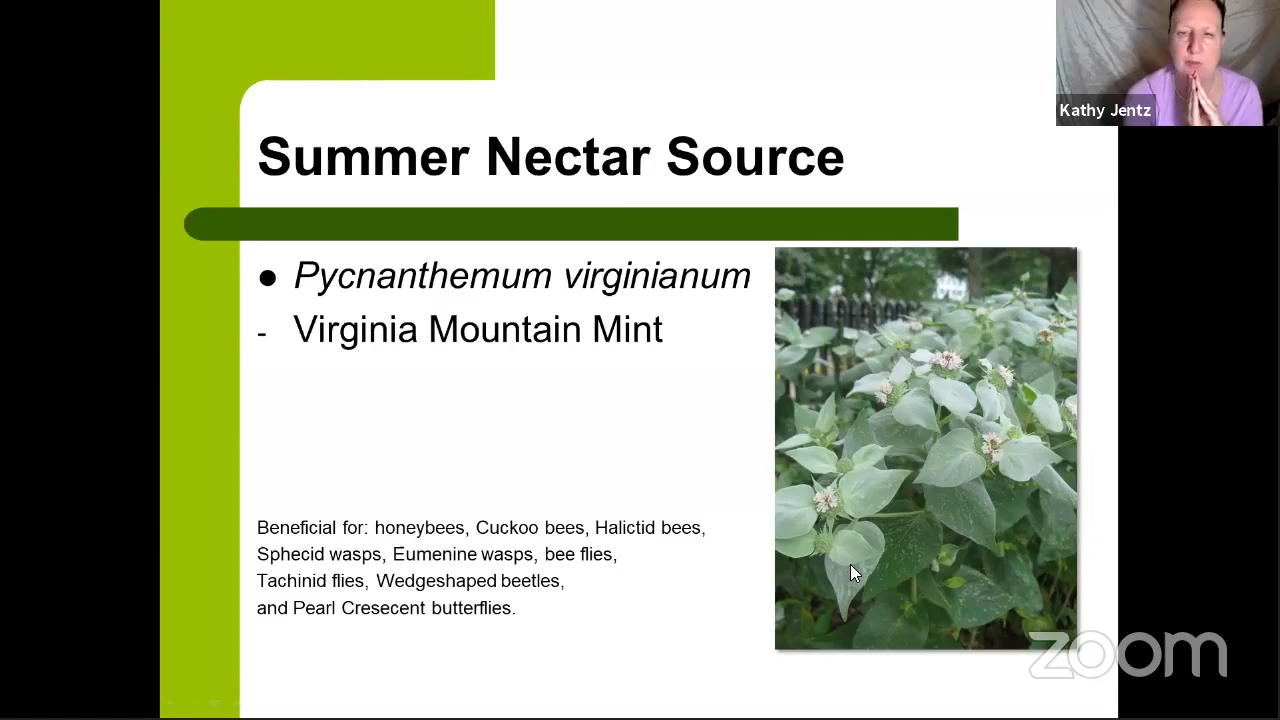 Kathy Jentz
Summer Nectar Source
● Pycnanthemum virginianum
- Virginia Mountain Mint
Beneficial for: honeybees, Cuckoo bees, Halictid bees,
Sphecid wasps, Eumenine wasps, bee flies,
Tachinid flies, Wedgeshaped beetles,
and Pearl Cresecent butterflies.
zoom